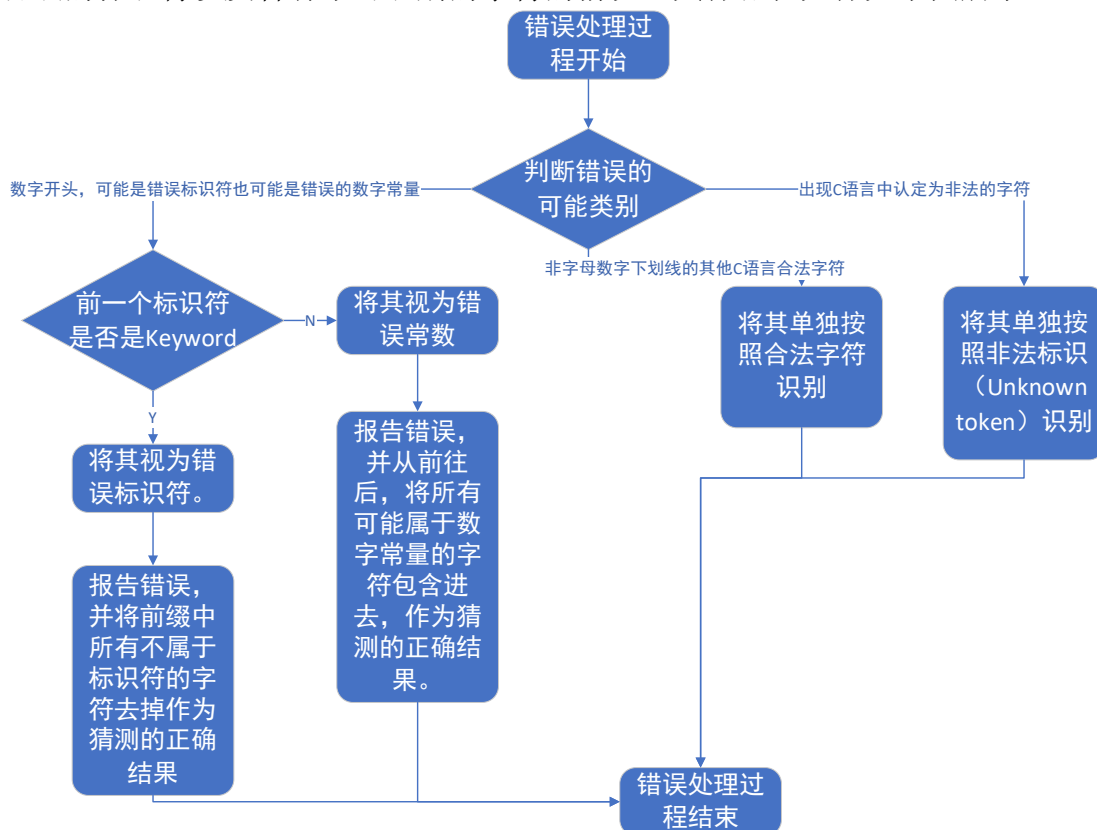 错误处理过
程开始
判断错误的
可能类别
数字开头，可能是错误标识符也可能是错误的数字常量
出现C语言中认定为非法的字符
非字母数字下划线的其他C语言合法字符
前一个标识符
是否是Keyword
N
将其视为错
误常数
将其单独按
照合法字符
识别
将其单独按
照非法标识
（Unknown
token）识别
Y
将其视为错
误标识符。
报告错误，
并从前往
后，将所有
可能属于数
字常量的字
符包含进
去，作为猜
测的正确结
果。
报告错误，
并将前缀中
所有不属于
标识符的字
符去掉作为
猜测的正确
结果
错误处理过
程结束